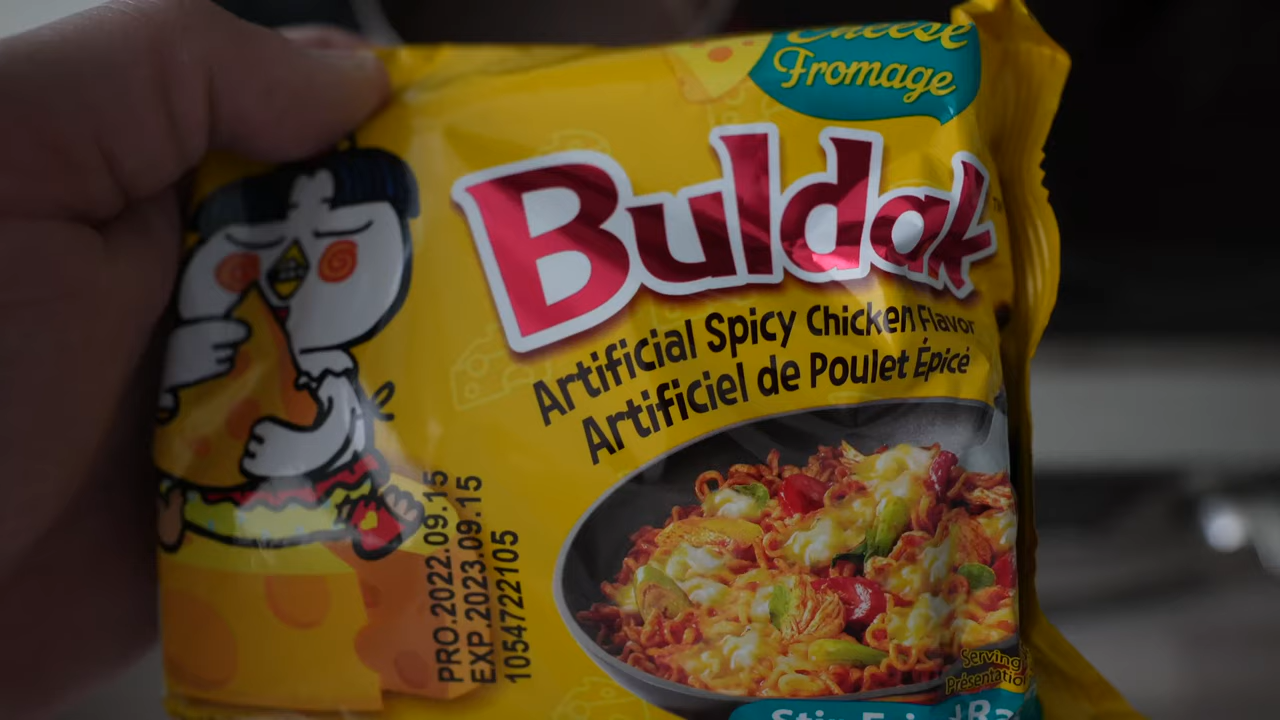 Cheese
Fromage
Buldak
Artificial Spicy Chicken Flavor
Artificiel de Poulet Épicé
PRO.2022.09.15
EXP.2023.09.15
1054722105
Serving